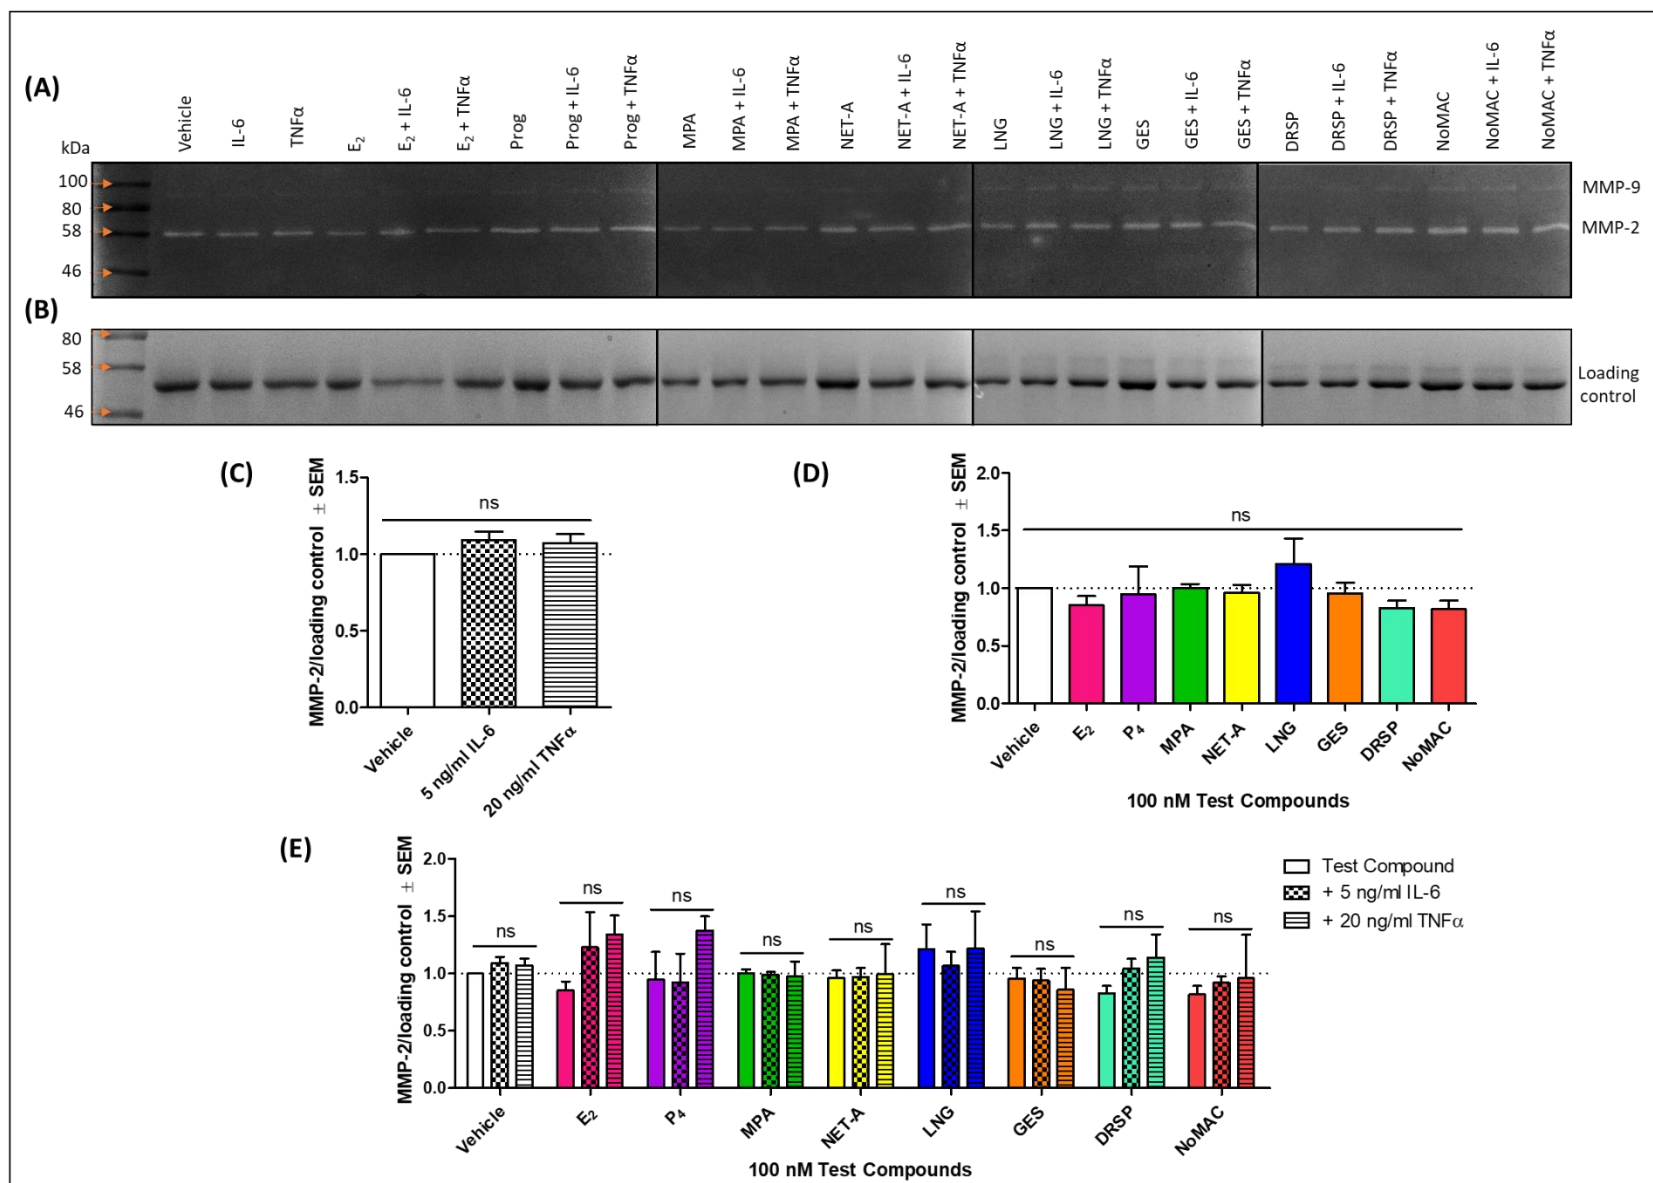 (A)
Vehicle
IL-6
TNFα
E₂
E₂ + IL-6
E₂ + TNFα
Prog
Prog + IL-6
Prog + TNFα
MPA
MPA + IL-6
MPA + TNFα
NET-A
NET-A + IL-6
NET-A + TNFα
LNG
LNG + IL-6
LNG + TNFα
GES
GES + IL-6
GES + TNFα
DRSP
DRSP + IL-6
DRSP + TNFα
NoMAC
NoMAC + IL-6
NoMAC + TNFα
kDa
100
80
58
46
MMP-9
MMP-2
(B)
80
58
46
Loading
control
(C)
MMP-2/loading control ± SEM
1.5
1.0
0.5
0.0
ns
Vehicle
5 ng/ml IL-6
20 ng/ml TNFα
(D)
MMP-2/loading control ± SEM
2.0
1.5
1.0
0.5
0.0
ns
Vehicle
E₂
P₄
MPA
NET-A
LNG
GES
DRSP
NoMAC
100 nM Test Compounds
(E)
MMP-2/loading control ± SEM
2.0
1.5
1.0
0.5
0.0
ns
ns
ns
ns
ns
ns
ns
ns
ns
Vehicle
E₂
P₄
MPA
NET-A
LNG
GES
DRSP
NoMAC
100 nM Test Compounds
Test Compound
+ 5 ng/ml IL-6
+ 20 ng/ml TNFα